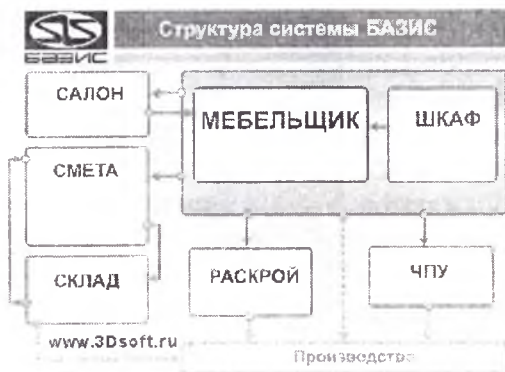 Структура системы БАЗИС
БАЗИС
САЛОН
МЕБЕЛЬЩИК
ШКАФ
СМЕТА
СКЛАД
РАСКРОЙ
ЧПУ
www.3Dsoft.ru
Производство